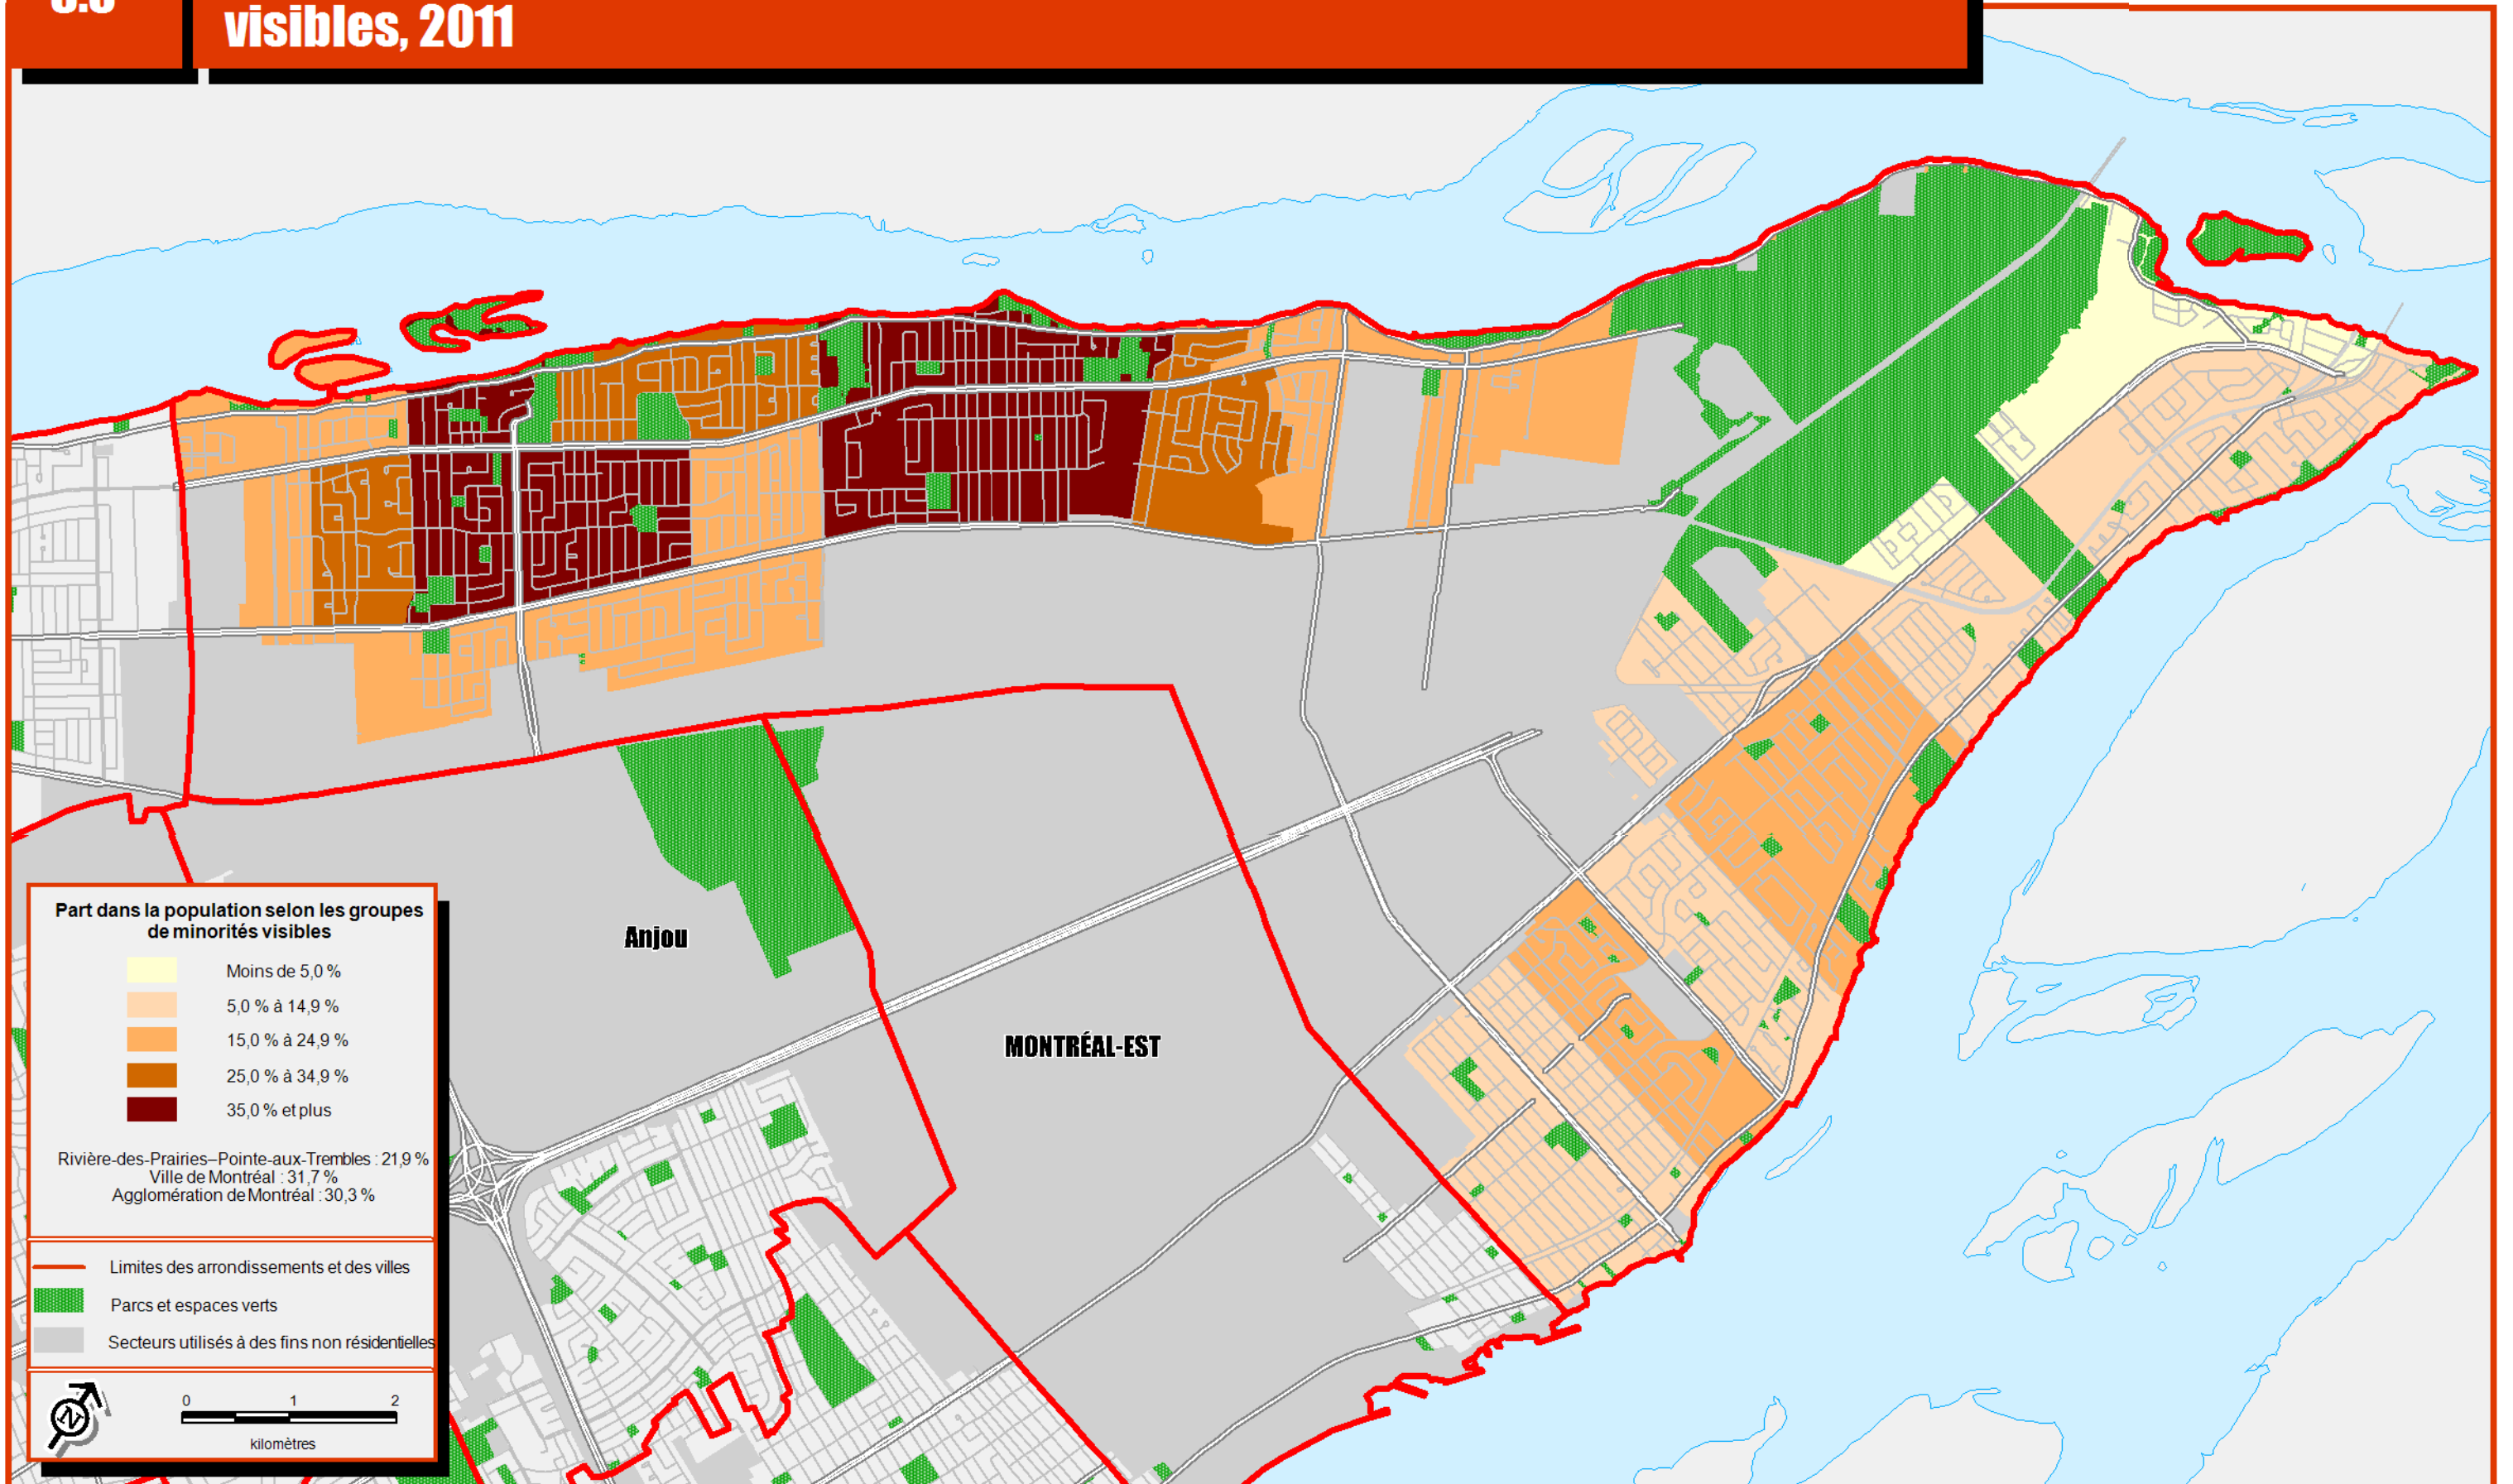 visibles, 2011
Anjou
MONTRÉAL-EST
Part dans la population selon les groupes
de minorités visibles
Moins de 5,0 %
5,0 % à 14,9 %
15,0 % à 24,9 %
25,0 % à 34,9 %
35,0 % et plus
Rivière-des-Prairies–Pointe-aux-Trembles : 21,9 %
Ville de Montréal : 31,7 %
Agglomération de Montréal : 30,3 %
Limites des arrondissements et des villes
Parcs et espaces verts
Secteurs utilisés à des fins non résidentielles
N
0 1 2
kilomètres